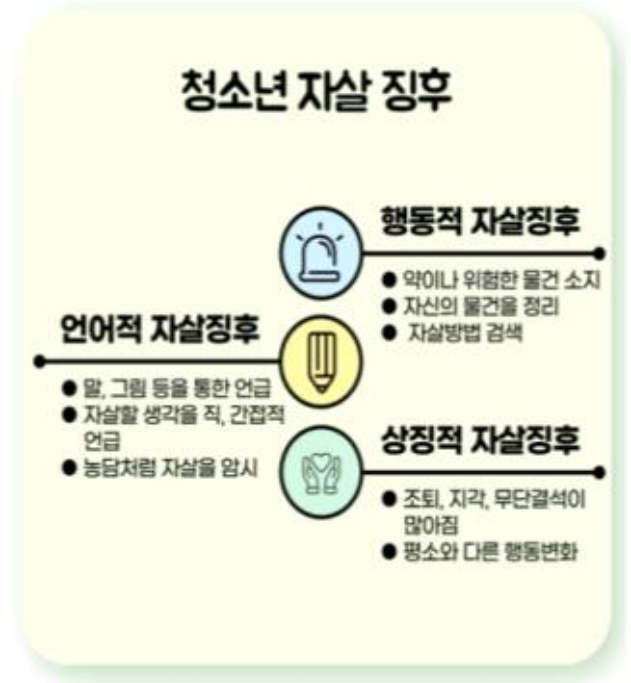 청소년 자살 징후
행동적 자살징후
● 약이나 위험한 물건 소지
● 자신의 물건을 정리
● 자살방법 검색
언어적 자살징후
● 말, 그림 등을 통한 언급
● 자살할 생각을 직, 간접적
언급
● 농담처럼 자살을 암시
상징적 자살징후
● 조퇴, 지각, 무단결석이
많아짐
● 평소와 다른 행동변화